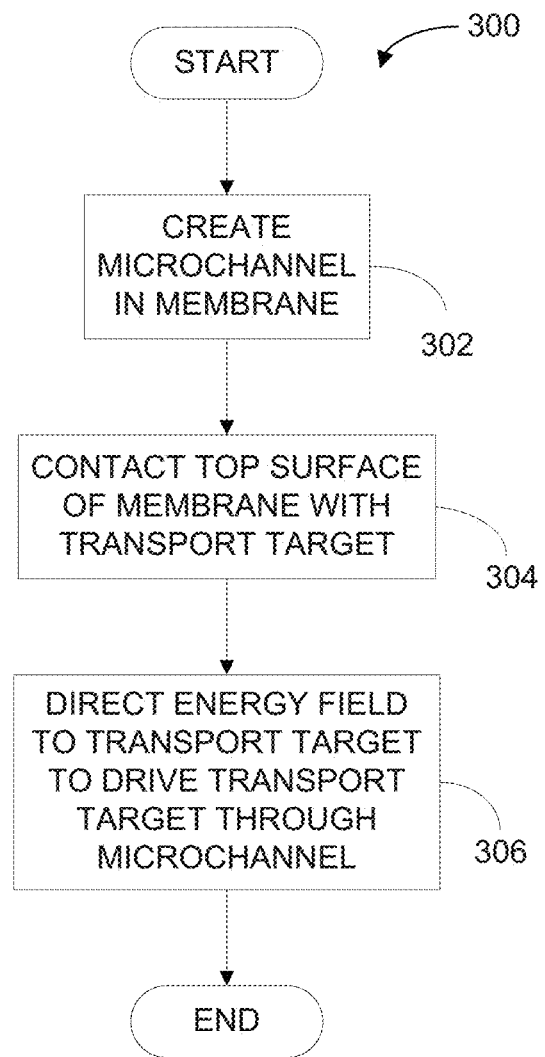 300
START
CREATE
MICROCHANNEL
IN MEMBRANE
302
CONTACT TOP SURFACE
OF MEMBRANE WITH
TRANSPORT TARGET
304
DIRECT ENERGY FIELD
TO TRANSPORT TARGET
TO DRIVE TRANSPORT
TARGET THROUGH
MICROCHANNEL
306
END